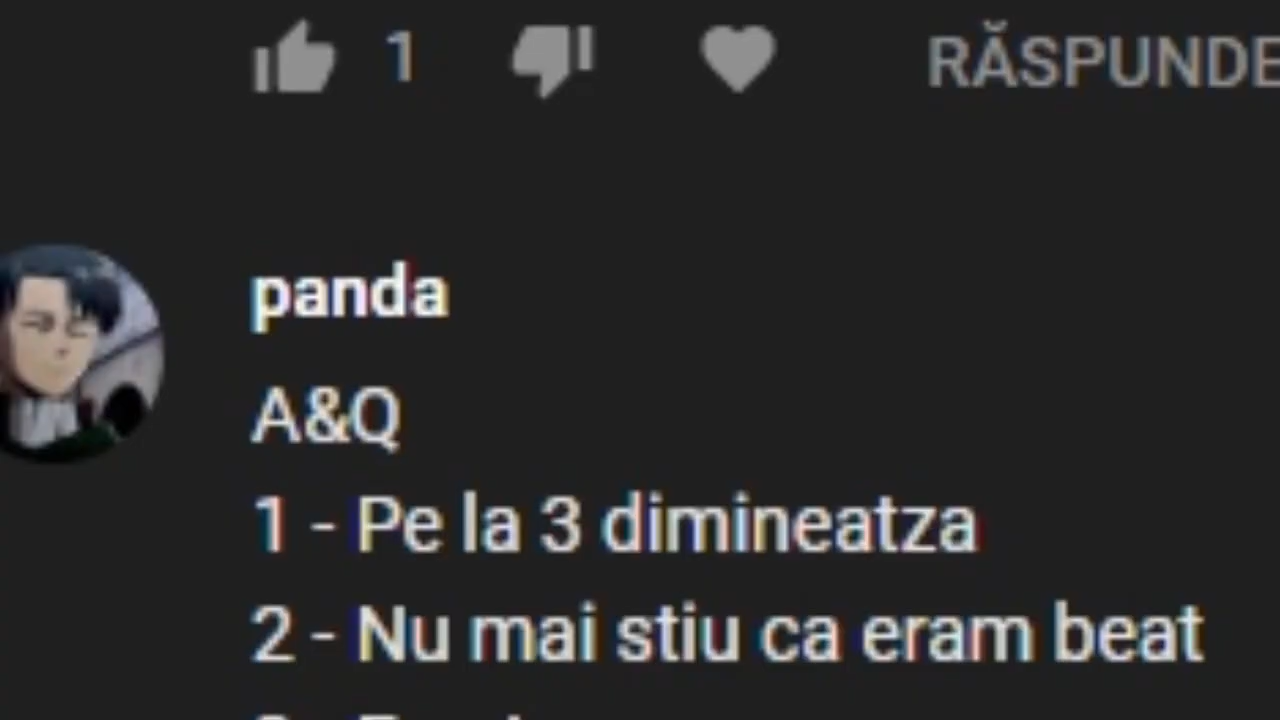 1 RĂSPUNDE
panda
A&Q
1 - Pe la 3 dimineatza
2 - Nu mai stiu ca eram beat